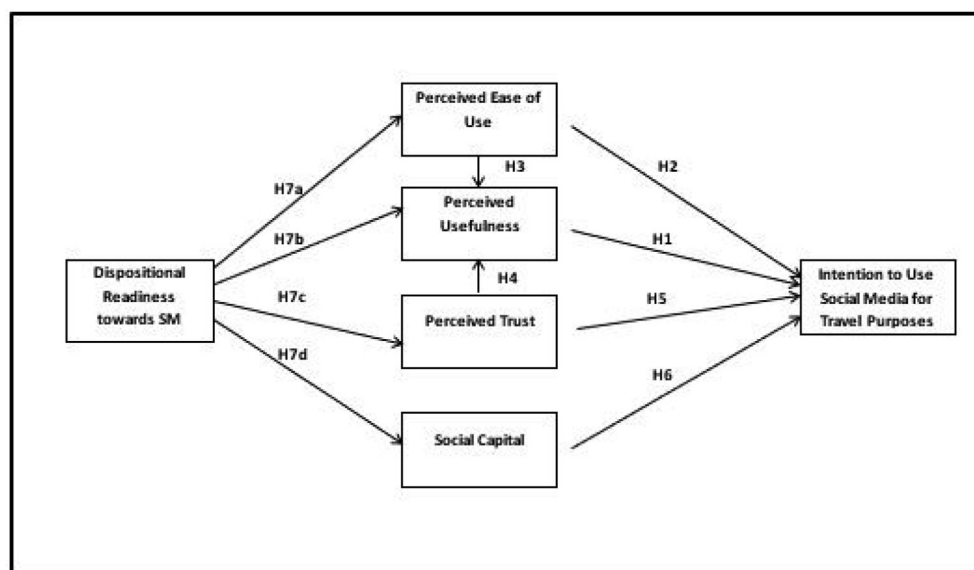 Perceived Ease of
Use
H3
H2
H7a
Perceived
Usefulness
H7b
H1
Dispositional
Readiness
towards SM
H4
Intention to Use
Social Media for
Travel Purposes
H7c
Perceived Trust
H5
H7d
H6
Social Capital